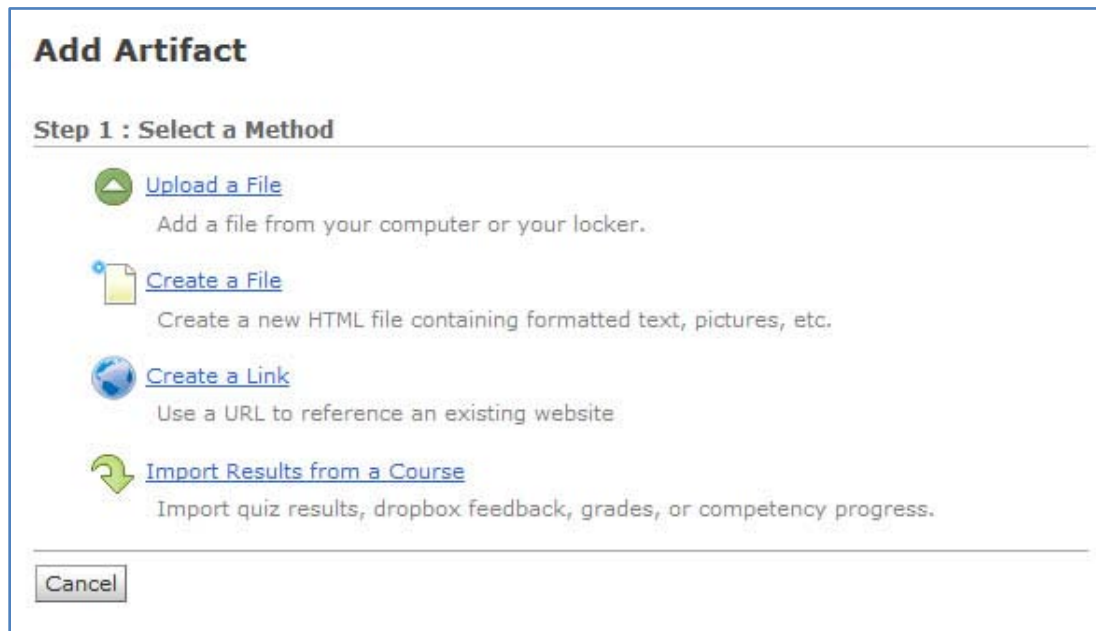 Add Artifact
Step 1 : Select a Method
Upload a File
Add a file from your computer or your locker.
Create a File
Create a new HTML file containing formatted text, pictures, etc.
Create a Link
Use a URL to reference an existing website
Import Results from a Course
Import quiz results, dropbox feedback, grades, or competency progress.
Cancel